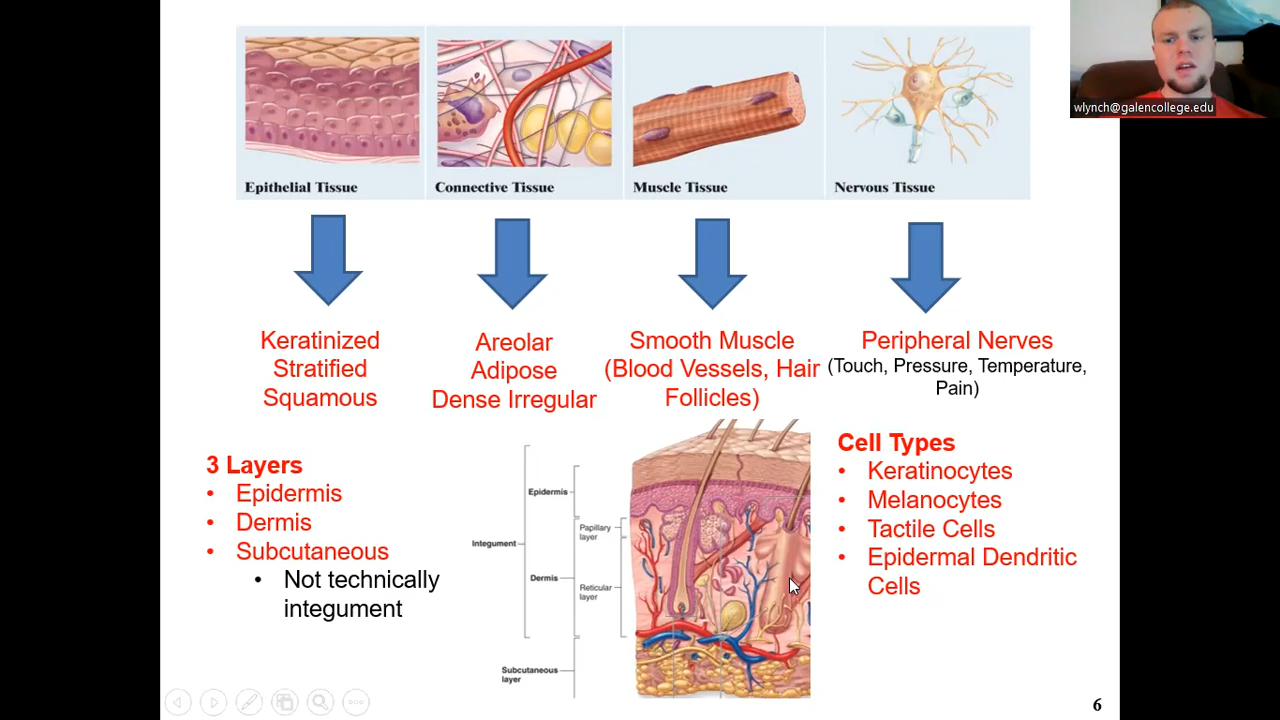 wlynch@galencollege.edu
Epithelial Tissue
Connective Tissue
Muscle Tissue
Nervous Tissue
Keratinized
Stratified
Squamous
Areolar
Adipose
Dense Irregular
Smooth Muscle
(Blood Vessels, Hair
Follicles)
Peripheral Nerves
(Touch, Pressure, Temperature,
Pain)
3 Layers
• Epidermis
• Dermis
• Subcutaneous
• Not technically
integument
Epidermis
Integument
Papillary
layer
Dermis
Reticular
layer
Subcutaneous
layer
Cell Types
• Keratinocytes
• Melanocytes
• Tactile Cells
• Epidermal Dendritic
Cells
6